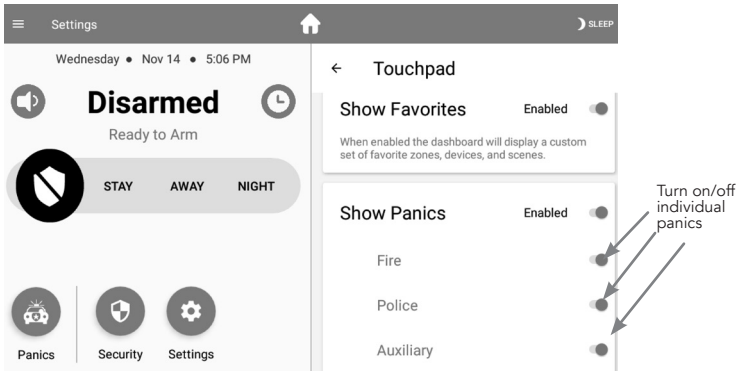 Settings
SLEEP
Wednesday ● Nov 14 ● 5:06 PM
Disarmed
Ready to Arm
STAY AWAY NIGHT
Panics
Security
Settings
Touchpad
Show Favorites Enabled
When enabled the dashboard will display a custom
set of favorite zones, devices, and scenes.
Show Panics Enabled
Fire
Police
Auxiliary
Turn on/off
individual
panics